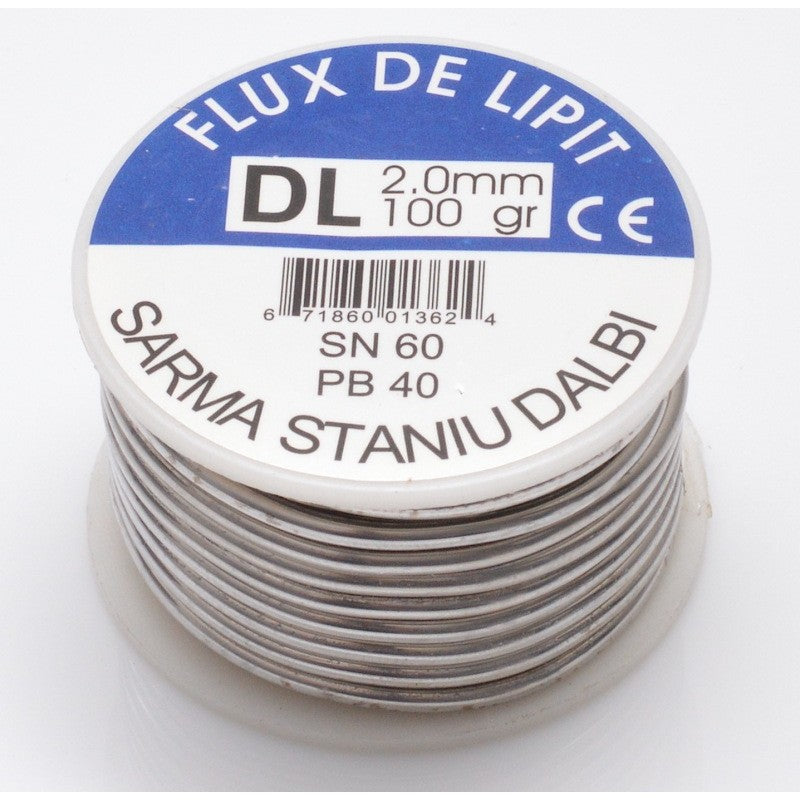 FLUX DE LIPIT
DL 2.0mm
100 gr
CE
6 71860 01362 4
SN 60
PB 40
SARMA STANIU DALBI